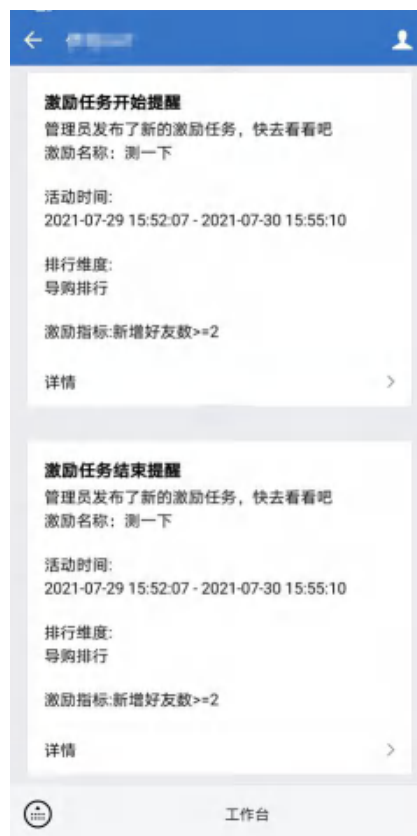 激励任务开始提醒
管理员发布了新的激励任务，快去看看吧
激励名称：测一下
活动时间:
2021-07-29 15:52:07 - 2021-07-30 15:55:10
排行维度:
导购排行
激励指标:新增好友数>=2
详情
激励任务结束提醒
管理员发布了新的激励任务，快去看看吧
激励名称：测一下
活动时间:
2021-07-29 15:52:07 - 2021-07-30 15:55:10
排行维度:
导购排行
激励指标:新增好友数>=2
详情
工作台